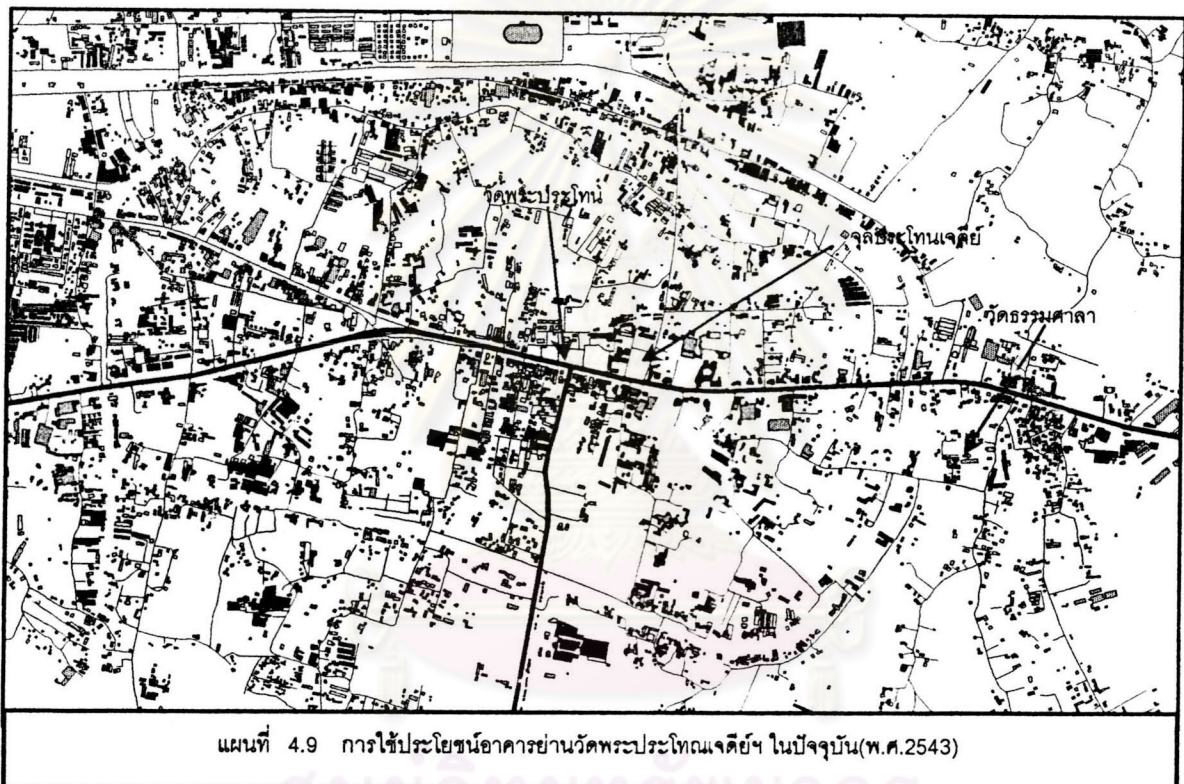 วัดพระประโทน
จุลประโทนเจดีย์
วัดธรรมศาลา
แผนที่ 4.9 การใช้ประโยชน์อาคารย่านวัดพระประโทณเจดีย์ฯ ในปัจจุบัน(พ.ศ.2543)